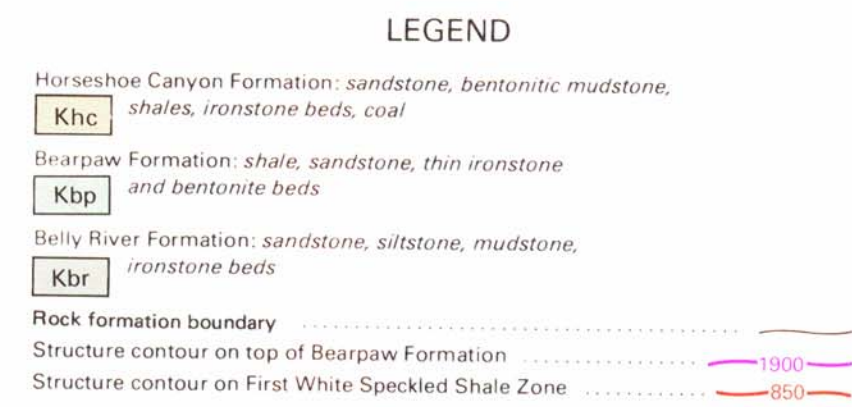 LEGEND
Horseshoe Canyon Formation: sandstone, bentonitic mudstone,
Khc shales, ironstone beds, coal
Bearpaw Formation: shale, sandstone, thin ironstone
Kbp and bentonite beds
Belly River Formation: sandstone, siltstone, mudstone,
Kbr ironstone beds
Rock formation boundary
Structure contour on top of Bearpaw Formation 1900
Structure contour on First White Speckled Shale Zone 850